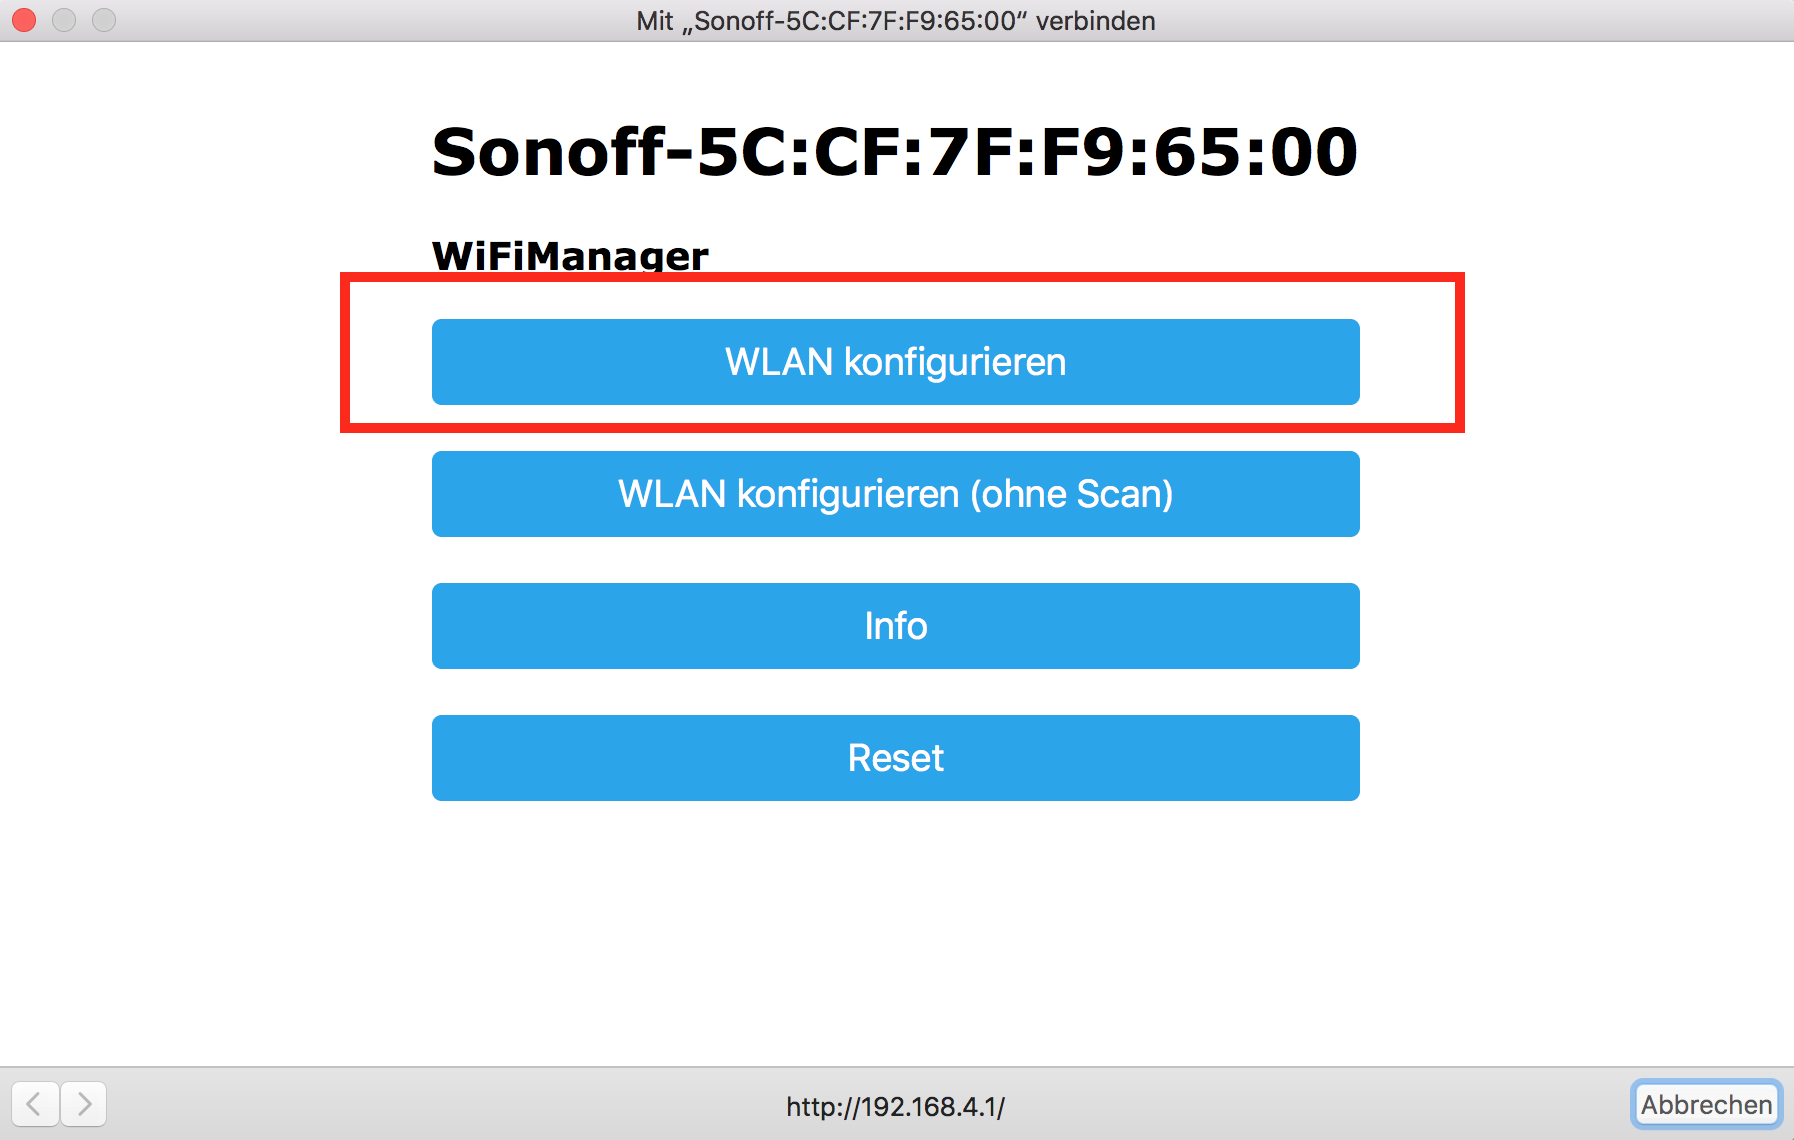 Mit „Sonoff-5C:CF:7F:F9:65:00“ verbinden
Sonoff-5C:CF:7F:F9:65:00
WiFiManager
WLAN konfigurieren
WLAN konfigurieren (ohne Scan)
Info
Reset
http://192.168.4.1/
Abbrechen